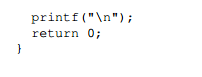 printf("\n");
return 0;
}